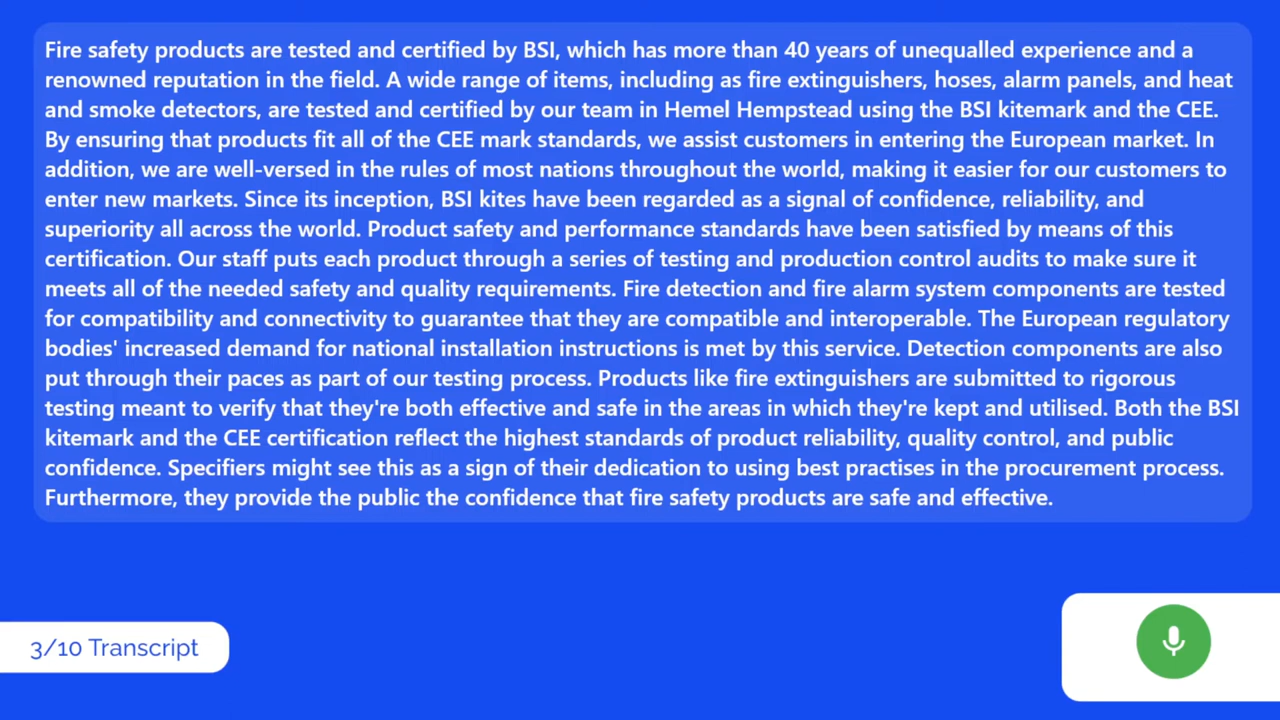 Fire safety products are tested and certified by BSI, which has more than 40 years of unequalled experience and a
renowned reputation in the field. A wide range of items, including as fire extinguishers, hoses, alarm panels, and heat
and smoke detectors, are tested and certified by our team in Hemel Hempstead using the BSI kitemark and the CEE.
By ensuring that products fit all of the CEE mark standards, we assist customers in entering the European market. In
addition, we are well-versed in the rules of most nations throughout the world, making it easier for our customers to
enter new markets. Since its inception, BSI kites have been regarded as a signal of confidence, reliability, and
superiority all across the world. Product safety and performance standards have been satisfied by means of this
certification. Our staff puts each product through a series of testing and production control audits to make sure it
meets all of the needed safety and quality requirements. Fire detection and fire alarm system components are tested
for compatibility and connectivity to guarantee that they are compatible and interoperable. The European regulatory
bodies' increased demand for national installation instructions is met by this service. Detection components are also
put through their paces as part of our testing process. Products like fire extinguishers are submitted to rigorous
testing meant to verify that they're both effective and safe in the areas in which they're kept and utilised. Both the BSI
kitemark and the CEE certification reflect the highest standards of product reliability, quality control, and public
confidence. Specifiers might see this as a sign of their dedication to using best practises in the procurement process.
Furthermore, they provide the public the confidence that fire safety products are safe and effective.
3/10 Transcript